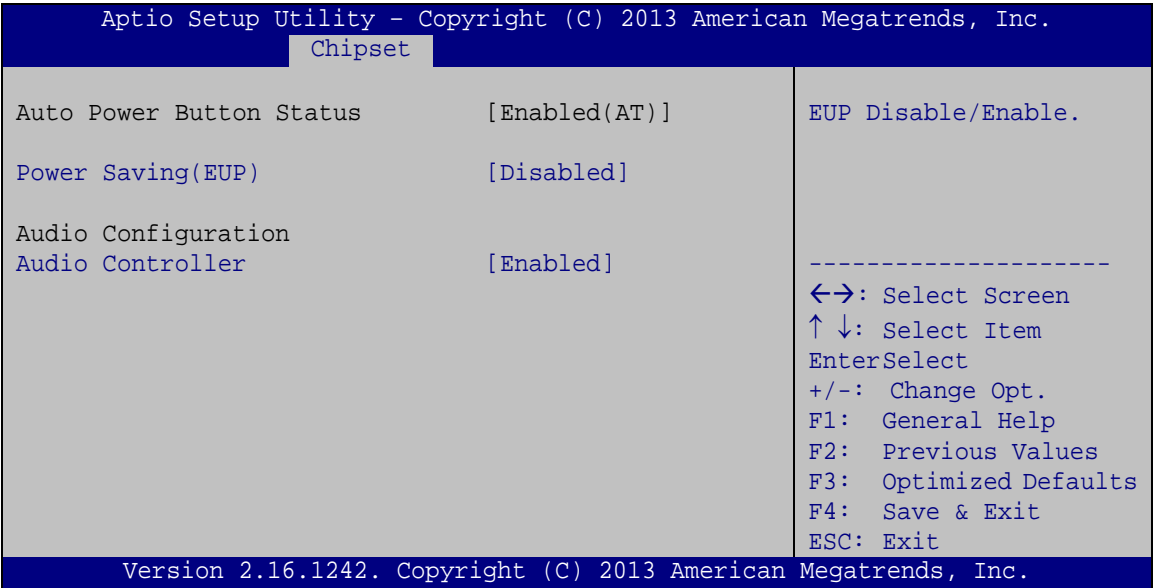 Aptio Setup Utility – Copyright (C) 2013 American Megatrends, Inc.
Chipset
Auto Power Button Status [Enabled(AT)]
Power Saving(EUP) [Disabled]
Audio Configuration
Audio Controller [Enabled]
EUP Disable/Enable.
---------------------
←→: Select Screen
↑ ↓: Select Item
EnterSelect
+/-: Change Opt.
F1: General Help
F2: Previous Values
F3: Optimized Defaults
F4: Save & Exit
ESC: Exit
Version 2.16.1242. Copyright (C) 2013 American Megatrends, Inc.